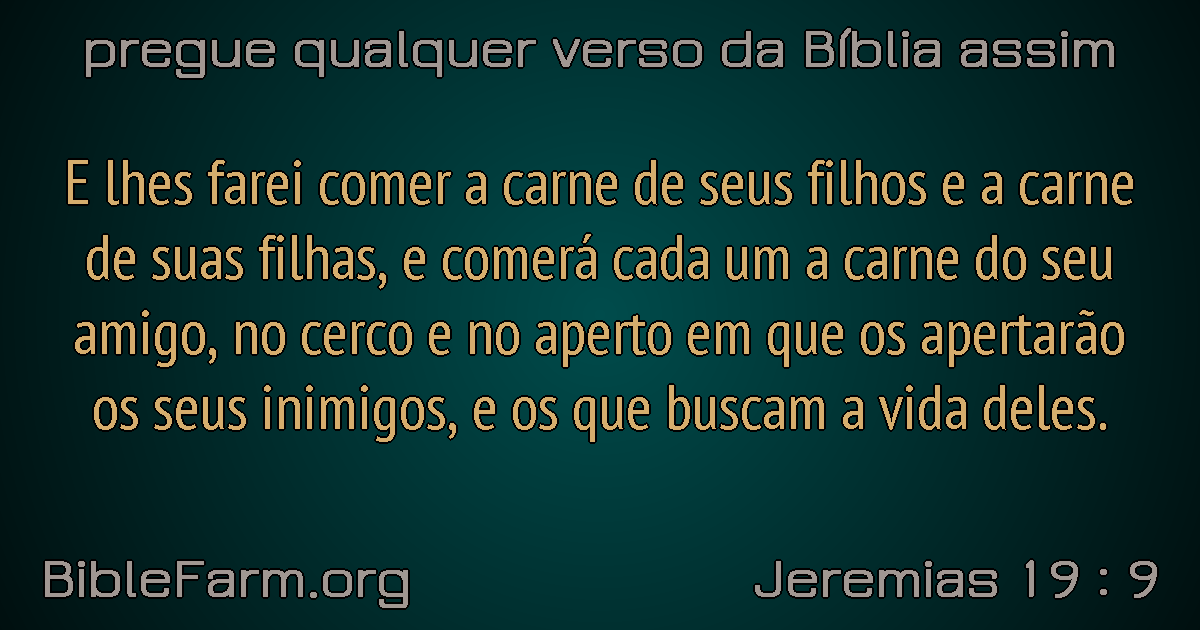 pregue qualquer verso da Bíblia assim
E lhes farei comer a carne de seus filhos e a carne
de suas filhas, e comerá cada um a carne do seu
amigo, no cerco e no aperto em que os apertarão
os seus inimigos, e os que buscam a vida deles.
BibleFarm.org
Jeremias 19 : 9